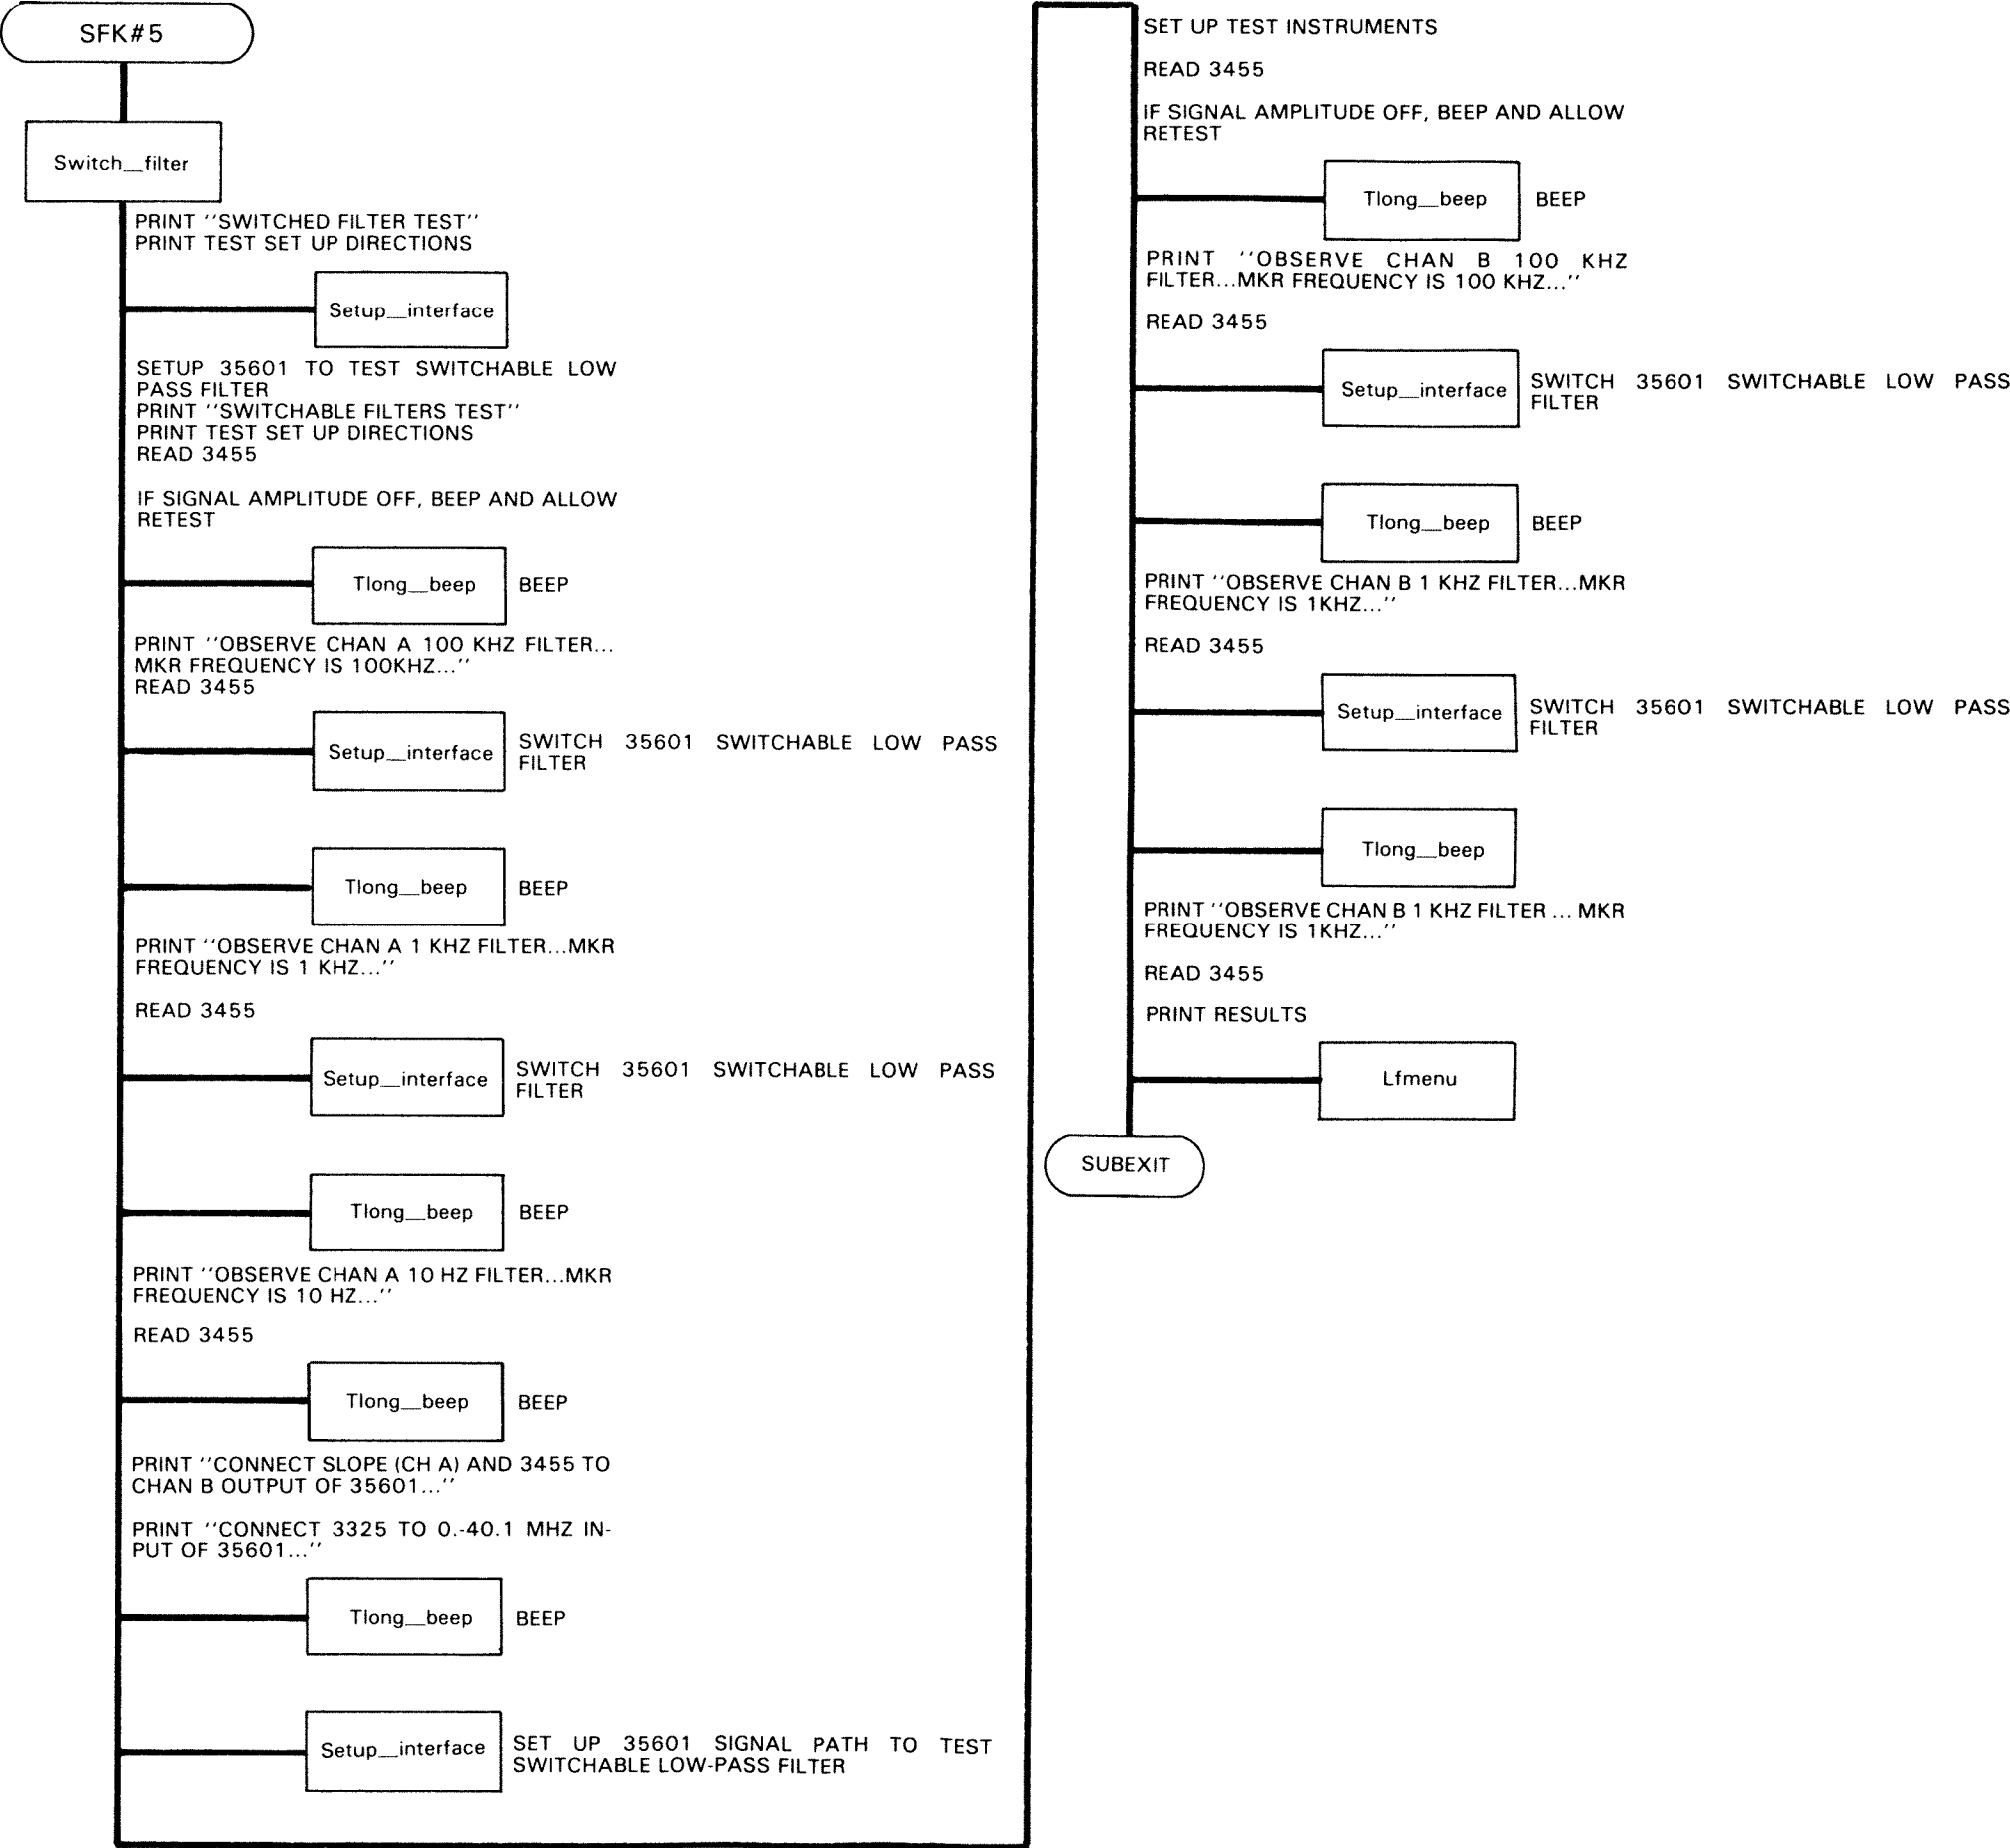 SFK#5
Switch__filter
PRINT ''SWITCHED FILTER TEST''
PRINT TEST SET UP DIRECTIONS
Setup__interface
SETUP 35601 TO TEST SWITCHABLE LOW
PASS FILTER
PRINT ''SWITCHABLE FILTERS TEST''
PRINT TEST SET UP DIRECTIONS
READ 3455
IF SIGNAL AMPLITUDE OFF, BEEP AND ALLOW
RETEST
Tlong__beep
BEEP
PRINT ''OBSERVE CHAN A 100 KHZ FILTER...
MKR FREQUENCY IS 100KHZ...''
READ 3455
Setup__interface
SWITCH 35601 SWITCHABLE LOW PASS
FILTER
Tlong__beep
BEEP
PRINT ''OBSERVE CHAN A 1 KHZ FILTER...MKR
FREQUENCY IS 1 KHZ...''
READ 3455
Setup__interface
SWITCH 35601 SWITCHABLE LOW PASS
FILTER
Tlong__beep
BEEP
PRINT ''OBSERVE CHAN A 10 HZ FILTER...MKR
FREQUENCY IS 10 HZ...''
READ 3455
Tlong__beep
BEEP
PRINT ''CONNECT SLOPE (CH A) AND 3455 TO
CHAN B OUTPUT OF 35601...''
PRINT ''CONNECT 3325 TO 0.-40.1 MHZ IN-
PUT OF 35601...''
Tlong__beep
BEEP
Setup__interface
SET UP 35601 SIGNAL PATH TO TEST
SWITCHABLE LOW-PASS FILTER
SET UP TEST INSTRUMENTS
READ 3455
IF SIGNAL AMPLITUDE OFF, BEEP AND ALLOW
RETEST
Tlong__beep
BEEP
PRINT ''OBSERVE CHAN B 100 KHZ
FILTER...MKR FREQUENCY IS 100 KHZ...''
READ 3455
Setup__interface
SWITCH 35601 SWITCHABLE LOW PASS
FILTER
Tlong__beep
BEEP
PRINT ''OBSERVE CHAN B 1 KHZ FILTER...MKR
FREQUENCY IS 1KHZ...''
READ 3455
Setup__interface
SWITCH 35601 SWITCHABLE LOW PASS
FILTER
Tlong__beep
PRINT ''OBSERVE CHAN B 1 KHZ FILTER ... MKR
FREQUENCY IS 1KHZ...''
READ 3455
PRINT RESULTS
Lfmenu
SUBEXIT